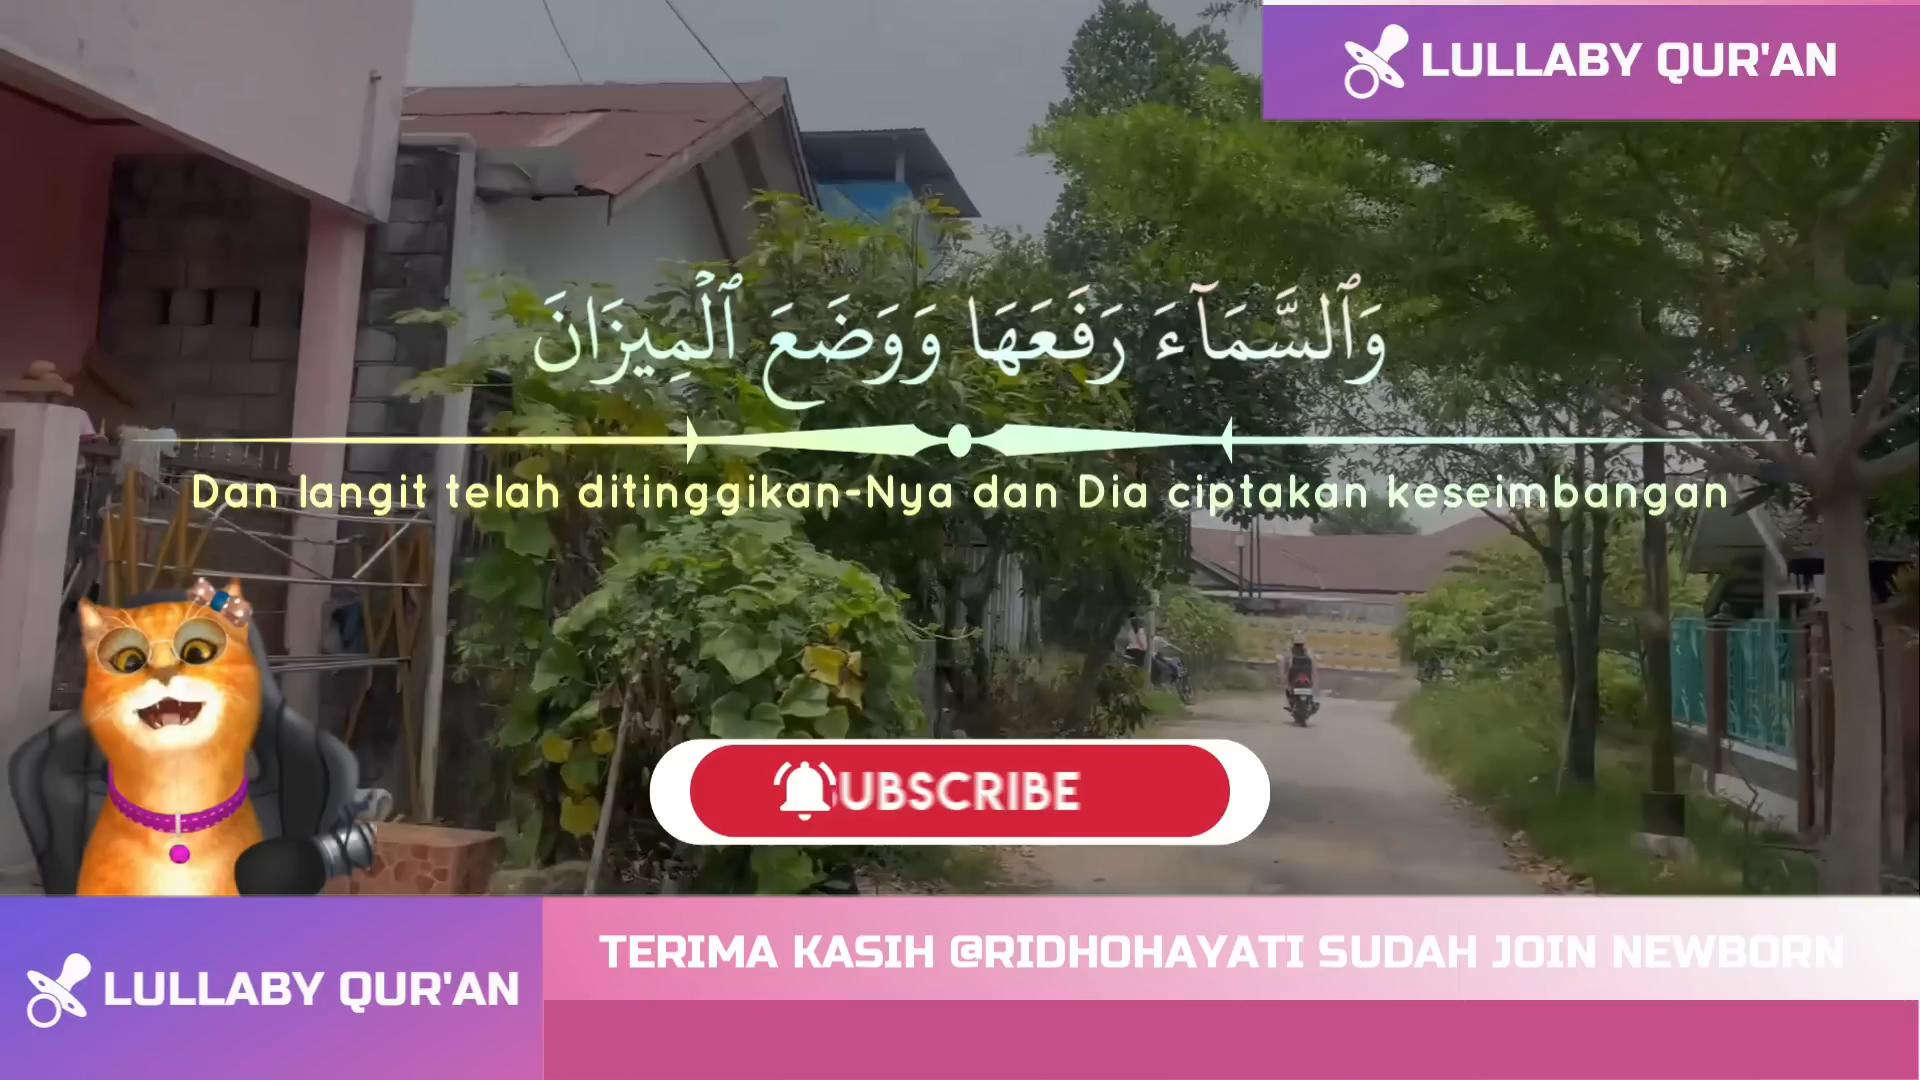 LULLABY QUR'AN
وَٱلسَّمَآءَ رَفَعَهَا وَوَضَعَ ٱلْمِيزَانَ
Dan langit telah ditinggikan-Nya dan Dia ciptakan keseimbangan
UBSCRIBE
TERIMA KASIH @RIDHOHAYATI SUDAH JOIN NEWBORN
LULLABY QUR'AN